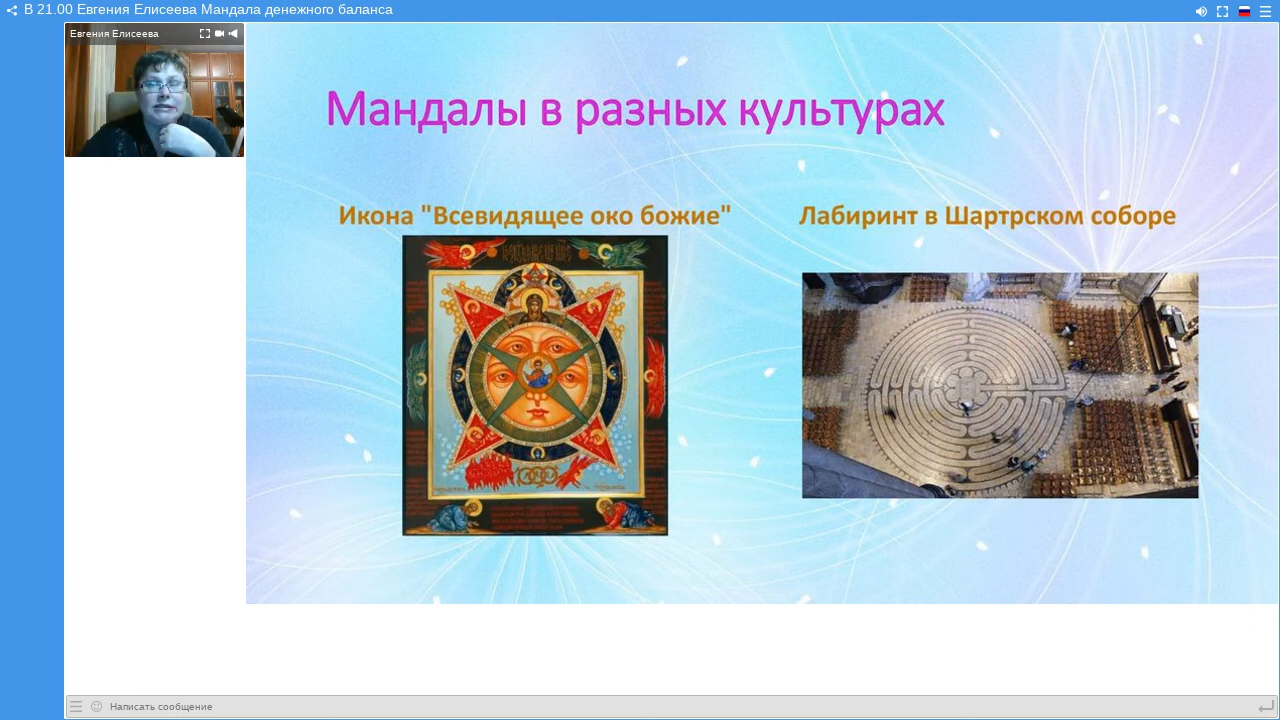 В 21.00 Евгения Елисеева Мандала денежного баланса
Евгения Елисеева
Мандалы в разных культурах
Икона "Всевидящее око божие"
Лабиринт в Шартрском соборе
Написать сообщение